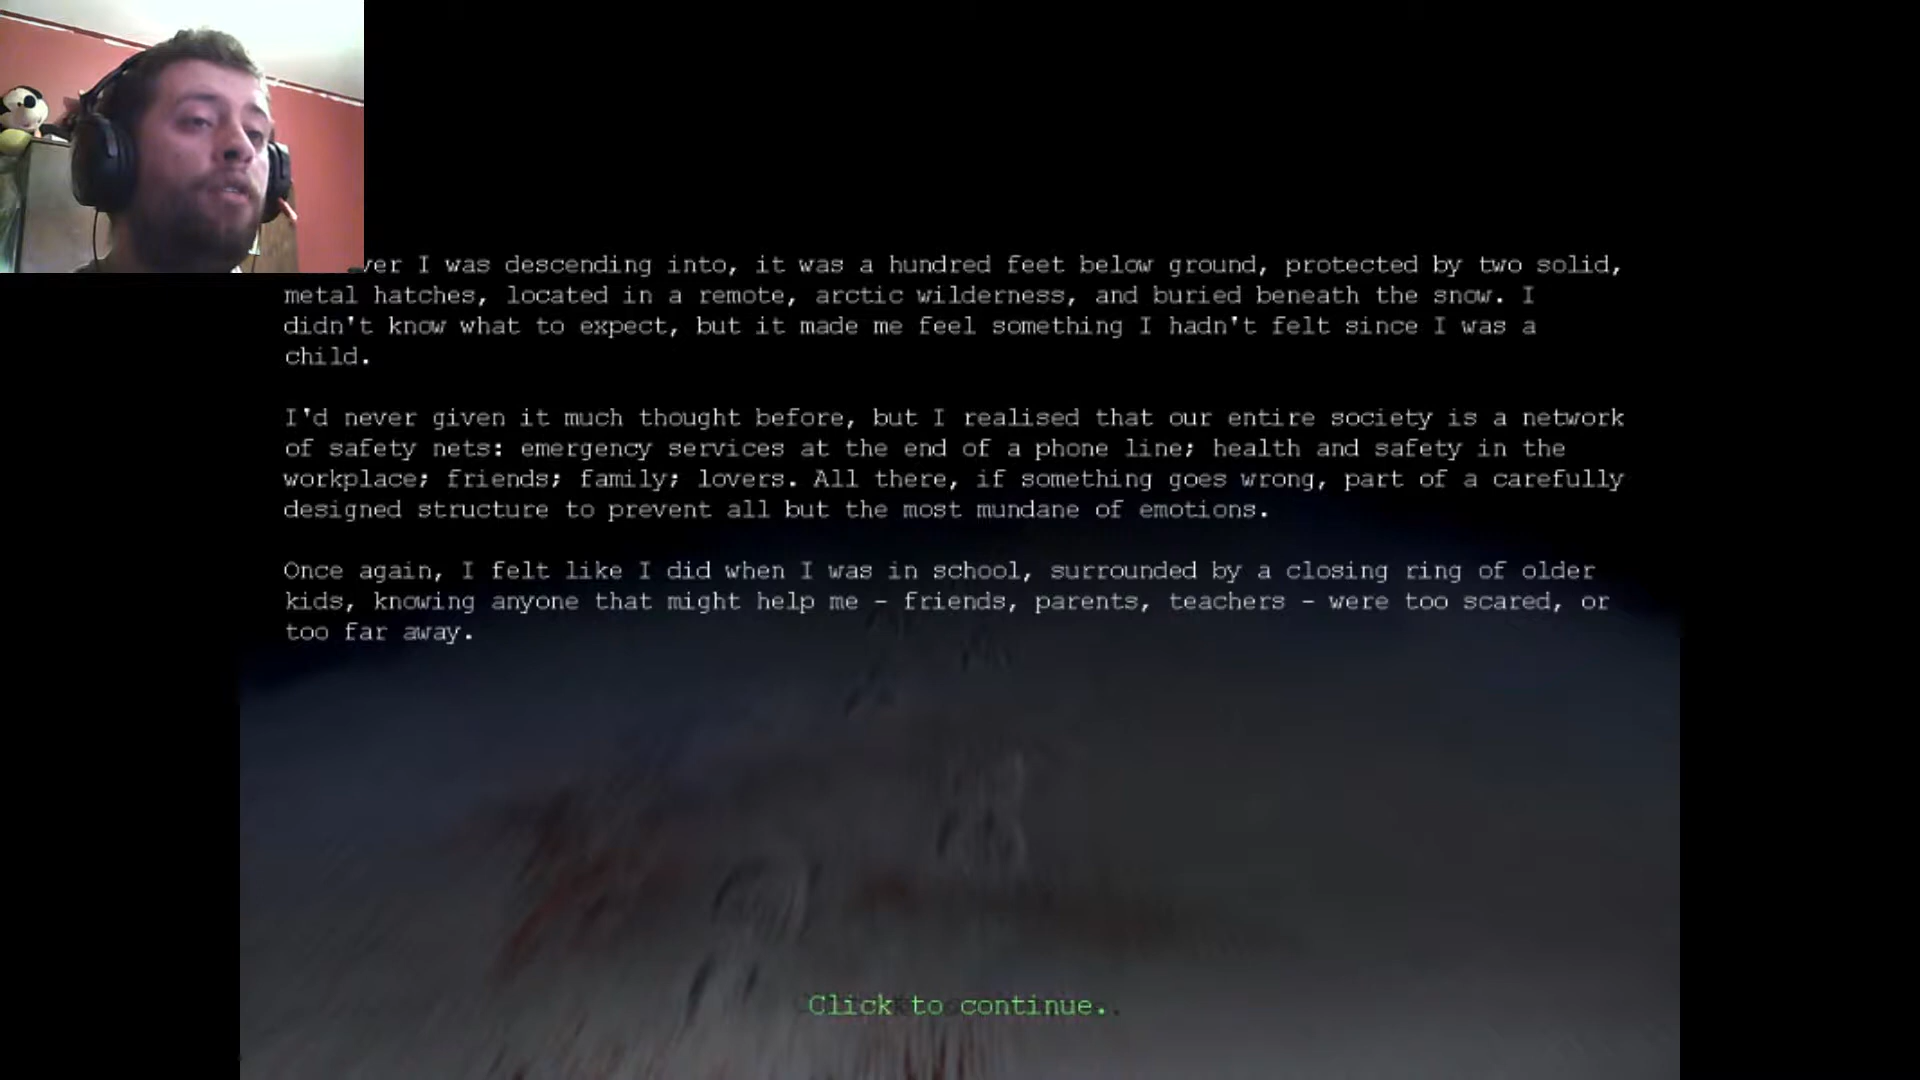 I was descending into, it was a hundred feet below ground, protected by two solid,
metal hatches, located in a remote, arctic wilderness, and buried beneath the snow. I
didn't know what to expect, but it made me feel something I hadn't felt since I was a
child.
I'd never given it much thought before, but I realised that our entire society is a network
of safety nets: emergency services at the end of a phone line; health and safety in the
workplace; friends; family; lovers. All there, if something goes wrong, part of a carefully
designed structure to prevent all but the most mundane of emotions.
Once again, I felt like I did when I was in school, surrounded by a closing ring of older
kids, knowing anyone that might help me - friends, parents, teachers - were too scared, or
too far away.
Click to continue.